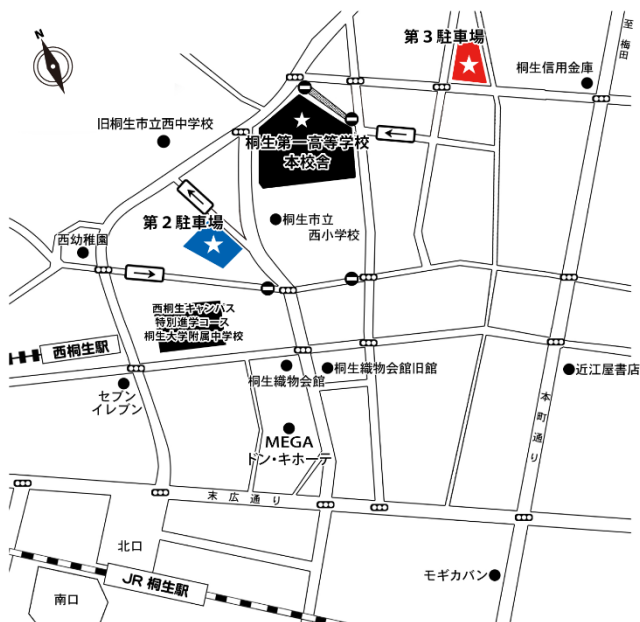 N
第3駐車場
至
梅
田
桐生信用金庫
旧桐生市立西中学校
桐生第一高等学校
本校舎
第2駐車場
桐生市立
西小学校
西幼稚園
西桐生キャンパス
特別進学コース
桐生大学附属中学校
西桐生駅
桐生織物会館
桐生織物会館旧館
近江屋書店
セブン
イレブン
本町通り
MEGA
ドン・キホーテ
末広通り
北口
JR 桐生駅
南口
モギカバン